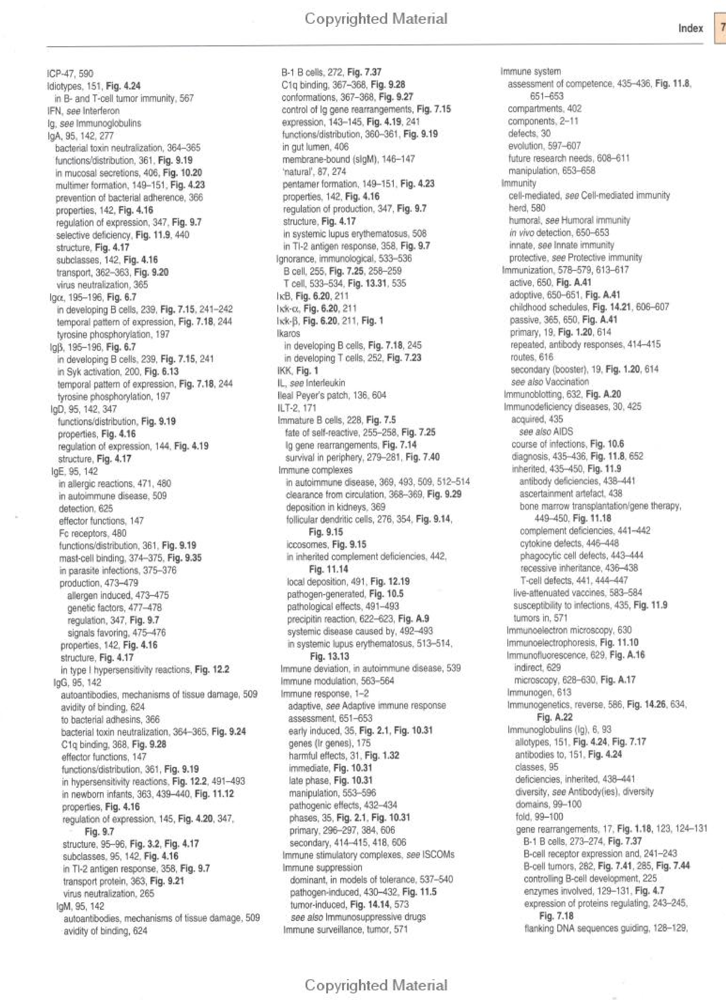 Copyrighted Material
Index
7
ICP-47, 590
Idiotypes, 151, Fig. 4.24
in B- and T-cell tumor immunity, 567
IFN, see Interferon
Ig, see Immunoglobulins
IgA, 95, 142, 277
bacterial toxin neutralization, 364–365
functions/distribution, 361, Fig. 9.19
in mucosal secretions, 406, Fig. 10.20
multimer formation, 149–151, Fig. 4.23
prevention of bacterial adherence, 366
properties, 142, Fig. 4.16
regulation of expression, 347, Fig. 9.7
selective deficiency, Fig. 11.9, 440
structure, Fig. 4.17
subclasses, 142, Fig. 4.16
transport, 362–363, Fig. 9.20
virus neutralization, 365
Igα, 195–196, Fig. 6.7
in developing B cells, 239, Fig. 7.15, 241–242
temporal pattern of expression, Fig. 7.18, 244
tyrosine phosphorylation, 197
Igβ, 195–196, Fig. 6.7
in developing B cells, 239, Fig. 7.15, 241
in Syk activation, 200, Fig. 6.13
temporal pattern of expression, Fig. 7.18, 244
tyrosine phosphorylation, 197
IgD, 95, 142, 347
functions/distribution, Fig. 9.19
properties, Fig. 4.16
regulation of expression, 144, Fig. 4.19
structure, Fig. 4.17
IgE, 95, 142
in allergic reactions, 471, 480
in autoimmune disease, 509
detection, 625
effector functions, 147
Fc receptors, 480
functions/distribution, 361, Fig. 9.19
mast-cell binding, 374–375, Fig. 9.35
in parasite infections, 375–376
production, 473–479
allergen induced, 473–475
genetic factors, 477–478
regulation, 347, Fig. 9.7
signals favoring, 475–476
properties, 142, Fig. 4.16
structure, Fig. 4.17
in type I hypersensitivity reactions, Fig. 12.2
IgG, 95, 142
autoantibodies, mechanisms of tissue damage, 509
avidity of binding, 624
to bacterial adhesins, 366
bacterial toxin neutralization, 364–365, Fig. 9.24
C1q binding, 368, Fig. 9.28
effector functions, 147
functions/distribution, 361, Fig. 9.19
in hypersensitivity reactions, Fig. 12.2, 491–493
in newborn infants, 363, 439–440, Fig. 11.12
properties, Fig. 4.16
regulation of expression, 145, Fig. 4.20, 347,
Fig. 9.7
structure, 95–96, Fig. 3.2, Fig. 4.17
subclasses, 95, 142, Fig. 4.16
in TI-2 antigen response, 358, Fig. 9.7
transport protein, 363, Fig. 9.21
virus neutralization, 265
IgM, 95, 142
autoantibodies, mechanisms of tissue damage, 509
avidity of binding, 624
B-1 B cells, 272, Fig. 7.37
C1q binding, 367–368, Fig. 9.28
conformations, 367–368, Fig. 9.27
control of Ig gene rearrangements, Fig. 7.15
expression, 143–145, Fig. 4.19, 241
functions/distribution, 360–361, Fig. 9.19
in gut lumen, 406
membrane-bound (sIgM), 146–147
'natural', 87, 274
pentamer formation, 149–151, Fig. 4.23
properties, 142, Fig. 4.16
regulation of production, 347, Fig. 9.7
structure, Fig. 4.17
in systemic lupus erythematosus, 508
in TI-2 antigen response, 358, Fig. 9.7
Ignorance, immunological, 533–536
B cell, 255, Fig. 7.25, 258–259
T cell, 533–534, Fig. 13.31, 535
IκB, Fig. 6.20, 211
Iκk-α, Fig. 6.20, 211
Iκk-β, Fig. 6.20, 211, Fig. 1
Ikaros
in developing B cells, Fig. 7.18, 245
in developing T cells, 252, Fig. 7.23
IKK, Fig. 1
IL, see Interleukin
Ileal Peyer's patch, 136, 604
ILT-2, 171
Immature B cells, 228, Fig. 7.5
fate of self-reactive, 255–258, Fig. 7.25
Ig gene rearrangements, Fig. 7.14
survival in periphery, 279–281, Fig. 7.40
Immune complexes
in autoimmune disease, 369, 493, 509, 512–514
clearance from circulation, 368–369, Fig. 9.29
deposition in kidneys, 369
follicular dendritic cells, 276, 354, Fig. 9.14,
Fig. 9.15
iccosomes, Fig. 9.15
in inherited complement deficiencies, 442,
Fig. 11.14
local deposition, 491, Fig. 12.19
pathogen-generated, Fig. 10.5
pathological effects, 491–493
precipitin reaction, 622–623, Fig. A.9
systemic disease caused by, 492–493
in systemic lupus erythematosus, 513–514,
Fig. 13.13
Immune deviation, in autoimmune disease, 539
Immune modulation, 563–564
Immune response, 1–2
adaptive, see Adaptive immune response
assessment, 651–653
early induced, 35, Fig. 2.1, Fig. 10.31
genes (Ir genes), 175
harmful effects, 31, Fig. 1.32
immediate, Fig. 10.31
late phase, Fig. 10.31
manipulation, 553–596
pathogenic effects, 432–434
phases, 35, Fig. 2.1, Fig. 10.31
primary, 296–297, 384, 606
secondary, 414–415, 418, 606
Immune stimulatory complexes, see ISCOMs
Immune suppression
dominant, in models of tolerance, 537–540
pathogen-induced, 430–432, Fig. 11.5
tumor-induced, Fig. 14.14, 573
see also Immunosuppressive drugs
Immune surveillance, tumor, 571
Immune system
assessment of competence, 435–436, Fig. 11.8,
651–653
compartments, 402
components, 2–11
defects, 30
evolution, 597–607
future research needs, 608–611
manipulation, 653–658
Immunity
cell-mediated, see Cell-mediated immunity
herd, 580
humoral, see Humoral immunity
in vivo detection, 650–653
innate, see Innate immunity
protective, see Protective immunity
Immunization, 578–579, 613–617
active, 650, Fig. A.41
adoptive, 650–651, Fig. A.41
childhood schedules, Fig. 14.21, 606–607
passive, 365, 650, Fig. A.41
primary, 19, Fig. 1.20, 614
repeated, antibody responses, 414–415
routes, 616
secondary (booster), 19, Fig. 1.20, 614
see also Vaccination
Immunoblotting, 632, Fig. A.20
Immunodeficiency diseases, 30, 425
acquired, 435
see also AIDS
course of infections, Fig. 10.6
diagnosis, 435–436, Fig. 11.8, 652
inherited, 435–450, Fig. 11.9
antibody deficiencies, 438–441
ascertainment artefact, 438
bone marrow transplantation/gene therapy,
449–450, Fig. 11.18
complement deficiencies, 441–442
cytokine defects, 446–448
phagocytic cell defects, 443–444
recessive inheritance, 436–438
T-cell defects, 441, 444–447
live-attenuated vaccines, 583–584
susceptibility to infections, 435, Fig. 11.9
tumors in, 571
Immunoelectron microscopy, 630
Immunoelectrophoresis, Fig. 11.10
Immunofluorescence, 629, Fig. A.16
indirect, 629
microscopy, 628–630, Fig. A.17
Immunogen, 613
Immunogenetics, reverse, 586, Fig. 14.26, 634,
Fig. A.22
Immunoglobulins (Ig), 6, 93
allotypes, 151, Fig. 4.24, Fig. 7.17
antibodies to, 151, Fig. 4.24
classes, 95
deficiencies, inherited, 438–441
diversity, see Antibody(ies), diversity
domains, 99–100
fold, 99–100
gene rearrangements, 17, Fig. 1.18, 123, 124–131
B-1 B cells, 273–274, Fig. 7.37
B-cell receptor expression and, 241–243
B-cell tumors, 282, Fig. 7.41, 285, Fig. 7.44
controlling B-cell development, 225
enzymes involved, 129–131, Fig. 4.7
expression of proteins regulating, 243–245,
Fig. 7.18
flanking DNA sequences guiding, 128–129,
Copyrighted Material